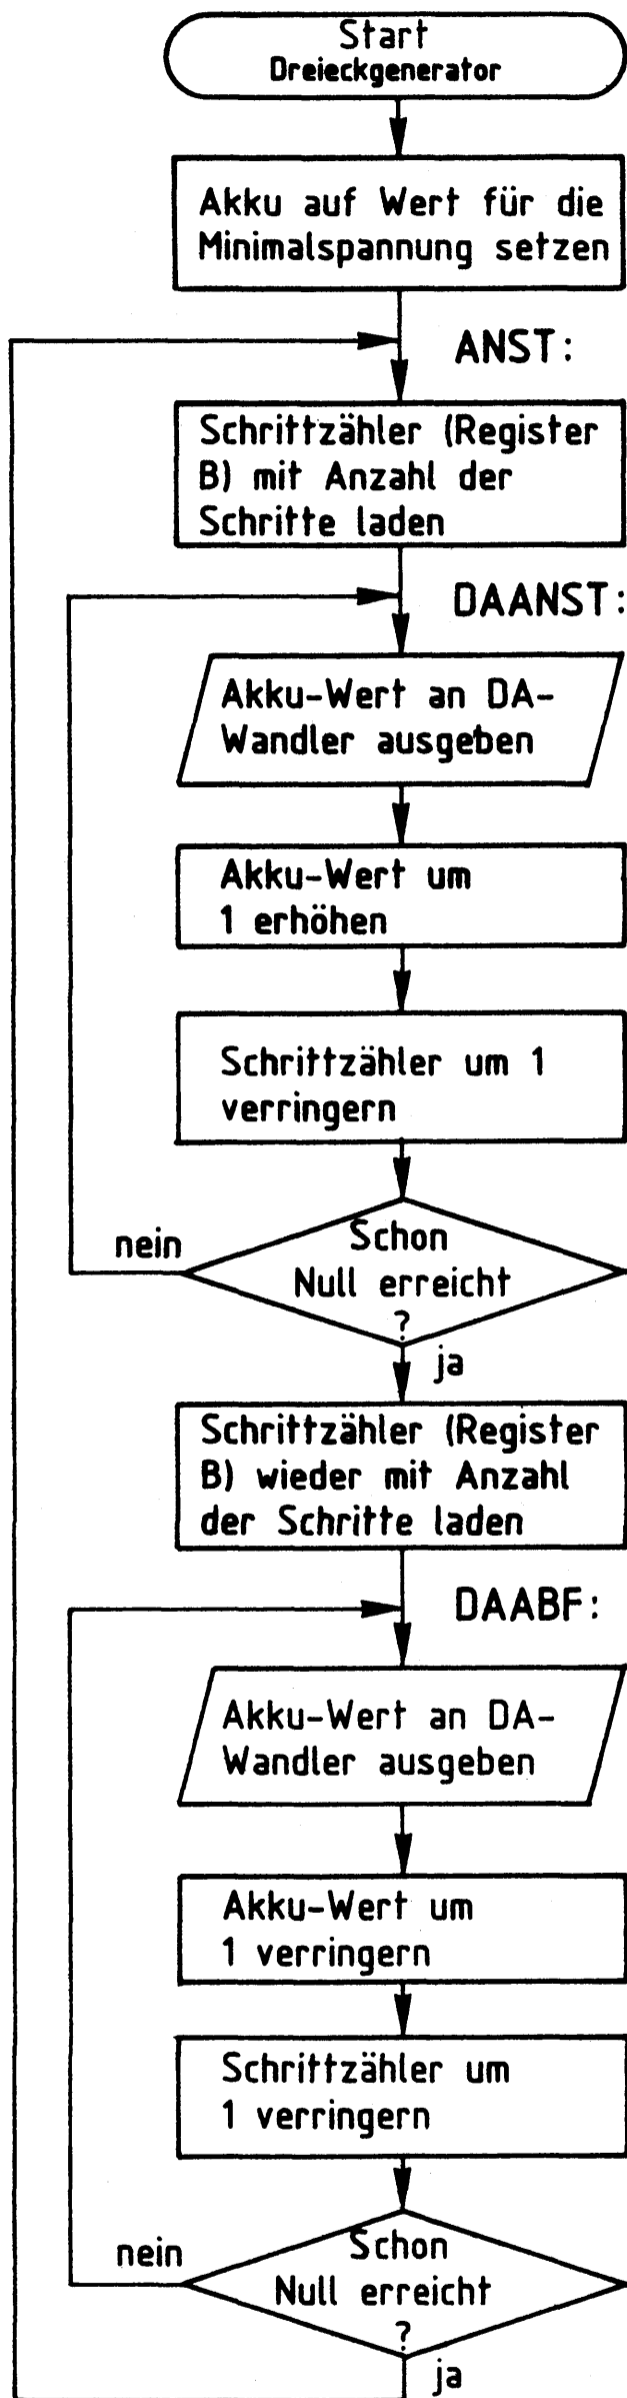 Start
Dreieckgenerator
Akku auf Wert für die
Minimalspannung setzen
ANST:
Schrittzähler (Register
B) mit Anzahl der
Schritte laden
DAANST:
Akku-Wert an DA-
Wandler ausgeben
Akku-Wert um
1 erhöhen
Schrittzähler um 1
verringern
nein
Schon
Null erreicht
?
ja
Schrittzähler (Register
B) wieder mit Anzahl
der Schritte laden
DAABF:
Akku-Wert an DA-
Wandler ausgeben
Akku-Wert um
1 verringern
Schrittzähler um
1 verringern
nein
Schon
Null erreicht
?
ja